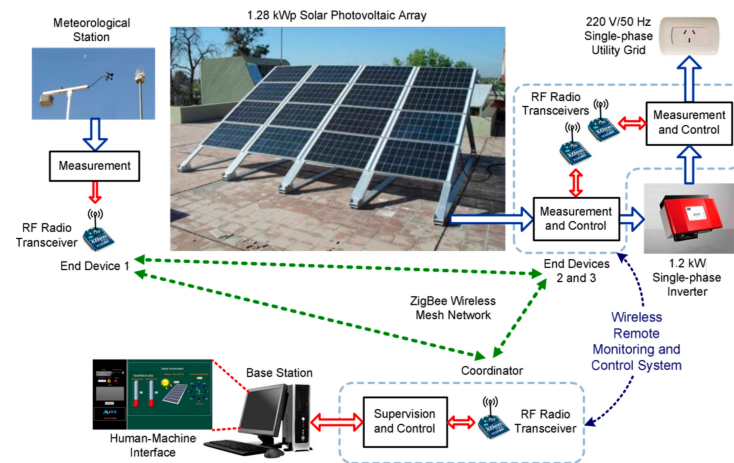 Meteorological
Station
1.28 kWp Solar Photovoltaic Array
220 V/50 Hz
Single-phase
Utility Grid
RF Radio
Transceivers
Measurement
and Control
Measurement
RF Radio
Transceiver
End Device 1
Measurement
and Control
End Devices
2 and 3
1.2 kW
Single-phase
Inverter
ZigBee Wireless
Mesh Network
Wireless
Remote
Monitoring and
Control System
Coordinator
Base Station
Supervision
and Control
RF Radio
Transceiver
Human-Machine
Interface